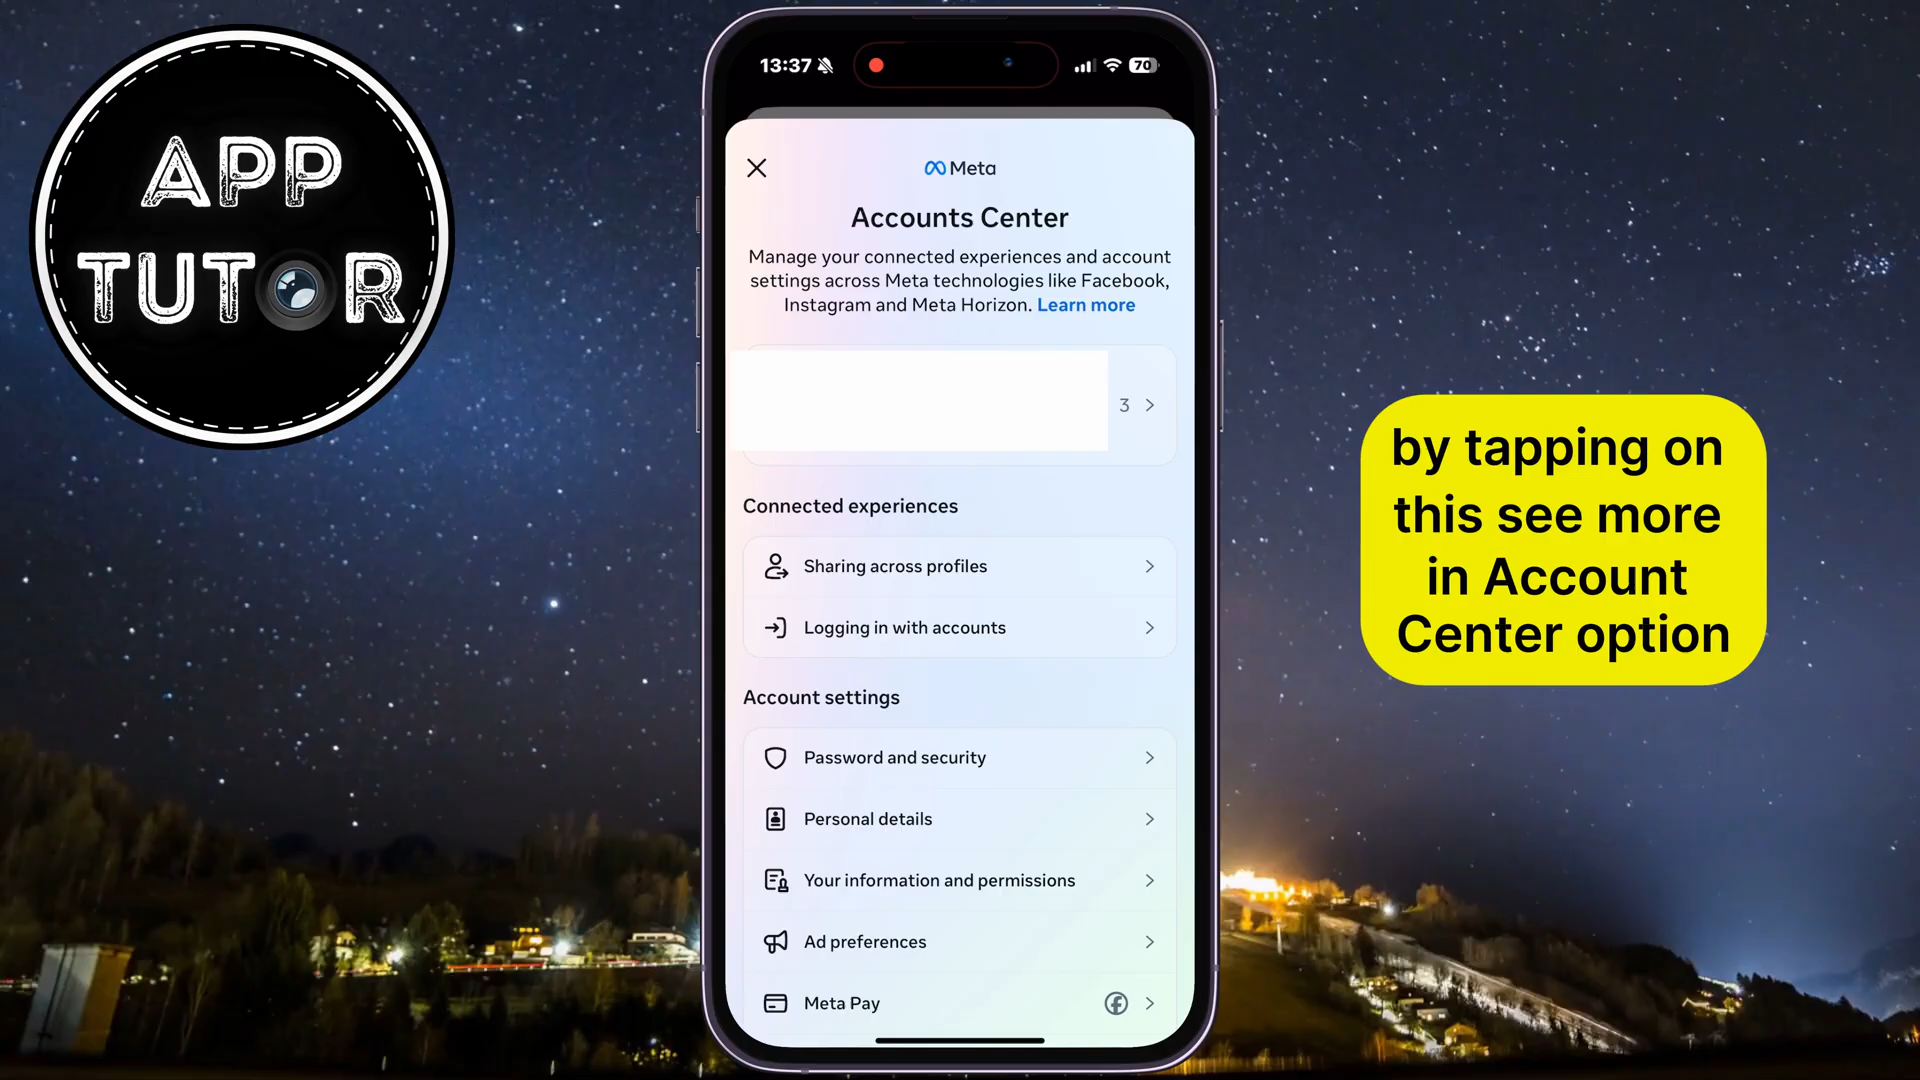 APP
TUTOR
13:37
70
Meta
Accounts Center
Manage your connected experiences and account
settings across Meta technologies like Facebook,
Instagram and Meta Horizon. Learn more
3
Connected experiences
Sharing across profiles
Logging in with accounts
Account settings
Password and security
Personal details
Your information and permissions
Ad preferences
Meta Pay
by tapping on
this see more
in Account
Center option